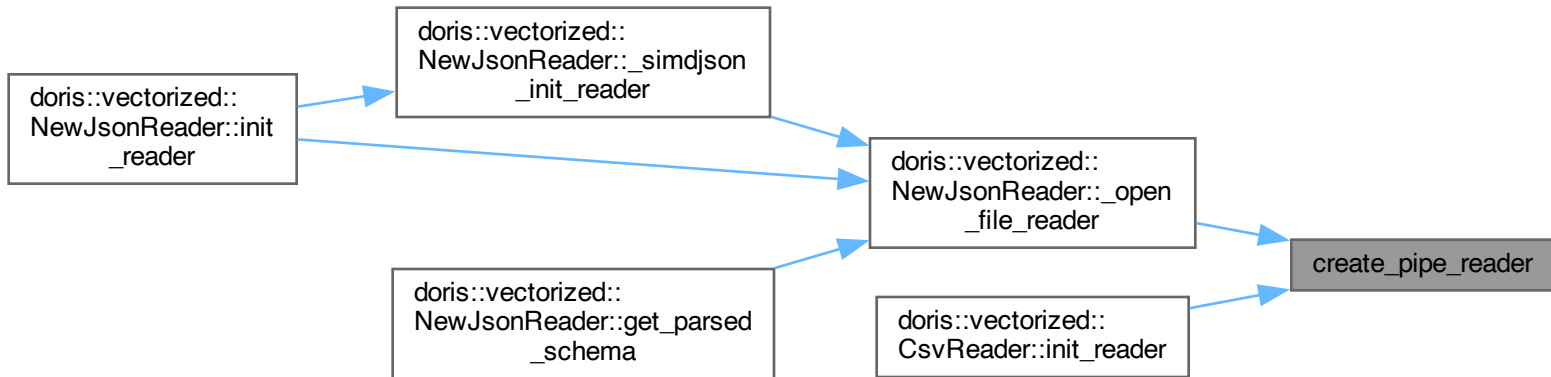 doris::vectorized::
NewJsonReader::init
_reader
doris::vectorized::
NewJsonReader::_simdjson
_init_reader
doris::vectorized::
NewJsonReader::get_parsed
_schema
doris::vectorized::
NewJsonReader::_open
_file_reader
doris::vectorized::
CsvReader::init_reader
create_pipe_reader